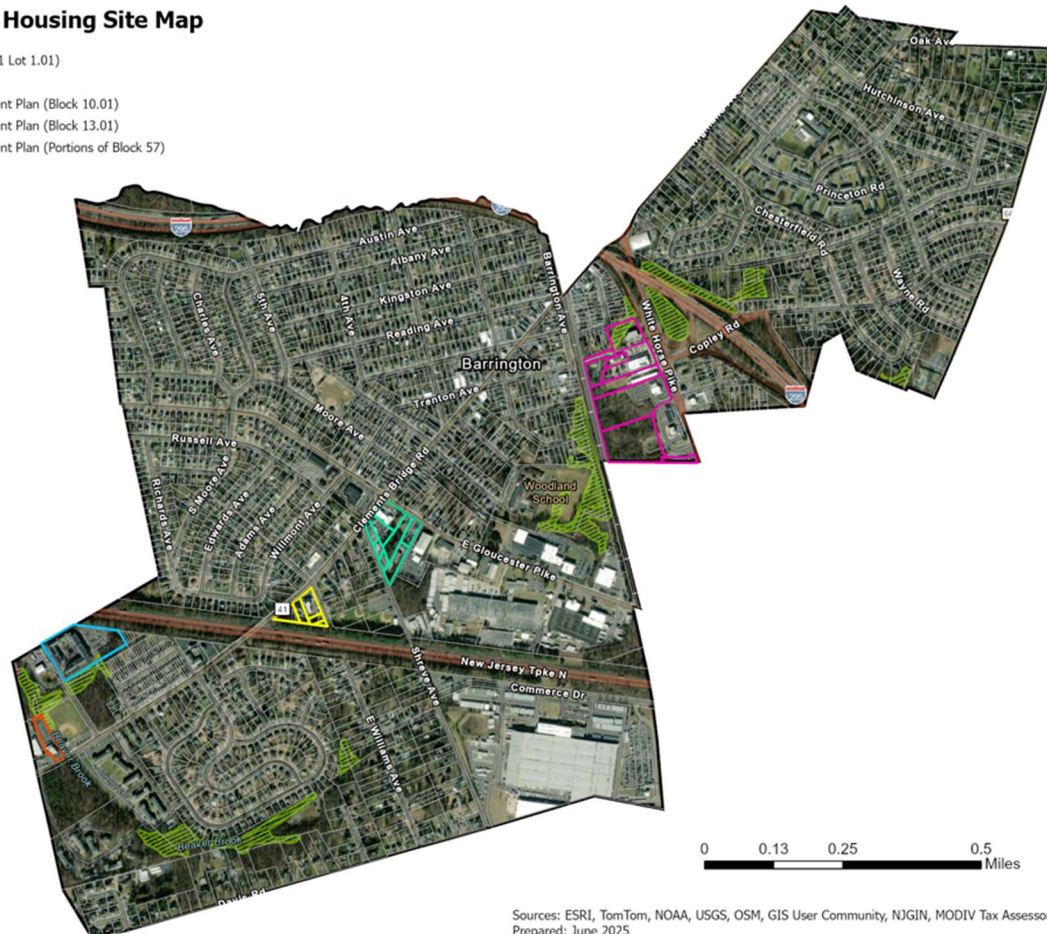 Housing Site Map
1 Lot 1.01)
nt Plan (Block 10.01)
nt Plan (Block 13.01)
nt Plan (Portions of Block 57)
Oak Av
Hutchinson Ave
Princeton Rd
Chesterfield Rd
Wayne Rd
295
Austin Ave
Albany Ave
Kingston Ave
Reading Ave
Barrington Ave
Charles Ave
5th Ave
4th Ave
White Horse Pike
Copley Rd
Barrington
295
Trenton Ave
Moore Ave
Russell Ave
Clements Bridge Rd
Woodland
School
Richards Ave
S Moore Ave
Edwards Ave
Adams Ave
Willmont Ave
E Gloucester Pike
41
New Jersey Tpke N
Commerce Dr
Shreve Ave
E Williams Ave
Beaver Brook
Beaver Brook
Davis Rd
0 0.13 0.25 0.5
Miles
Sources: ESRI, TomTom, NOAA, USGS, OSM, GIS User Community, NJGIN, MODIV Tax Assessor
Prepared: June 2025